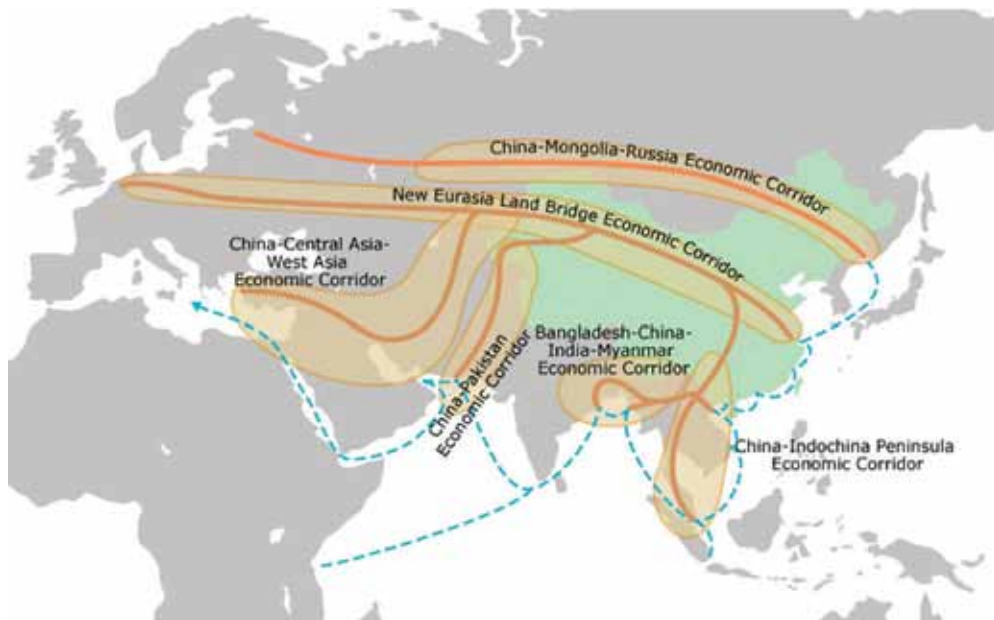 China-Mongolia-Russia Economic Corridor
New Eurasia Land Bridge Economic Corridor
China-Central Asia-
West Asia
Economic Corridor
China-Pakistan
Economic Corridor
Bangladesh-China-
India-Myanmar
Economic Corridor
China-Indochina Peninsula
Economic Corridor